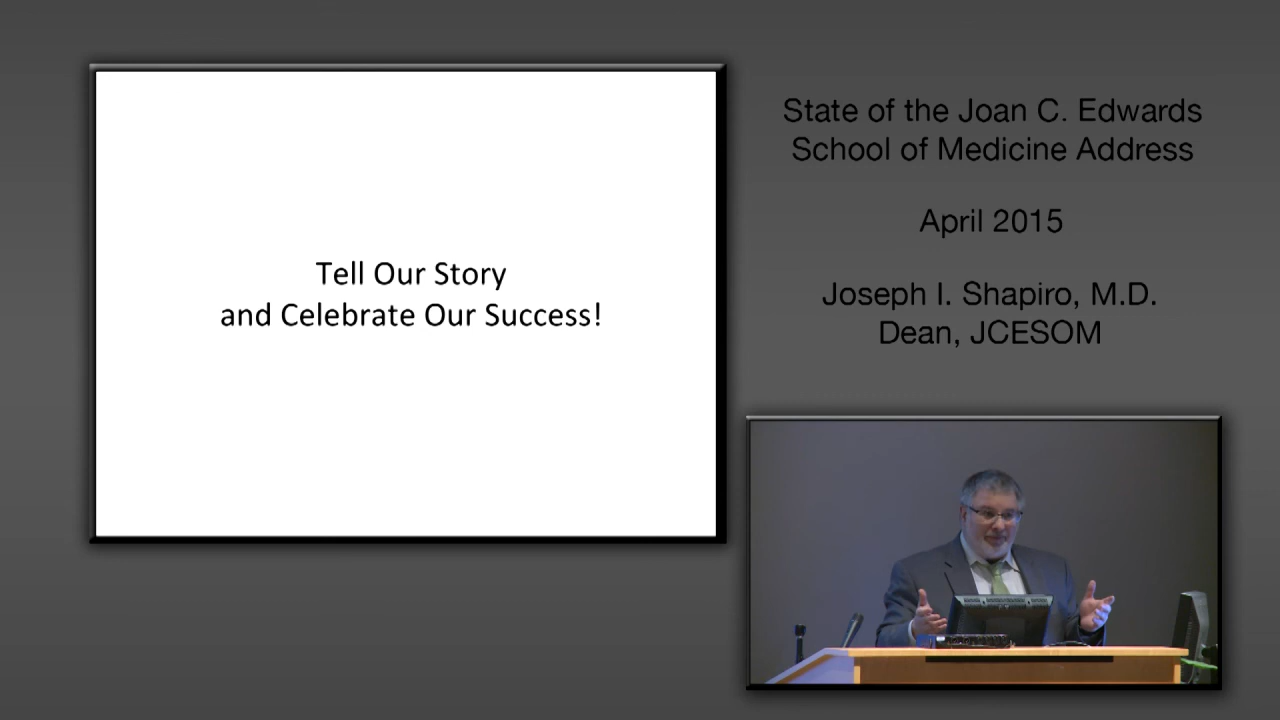 Tell Our Story
and Celebrate Our Success!
State of the Joan C. Edwards
School of Medicine Address
April 2015
Joseph I. Shapiro, M.D.
Dean, JCESOM